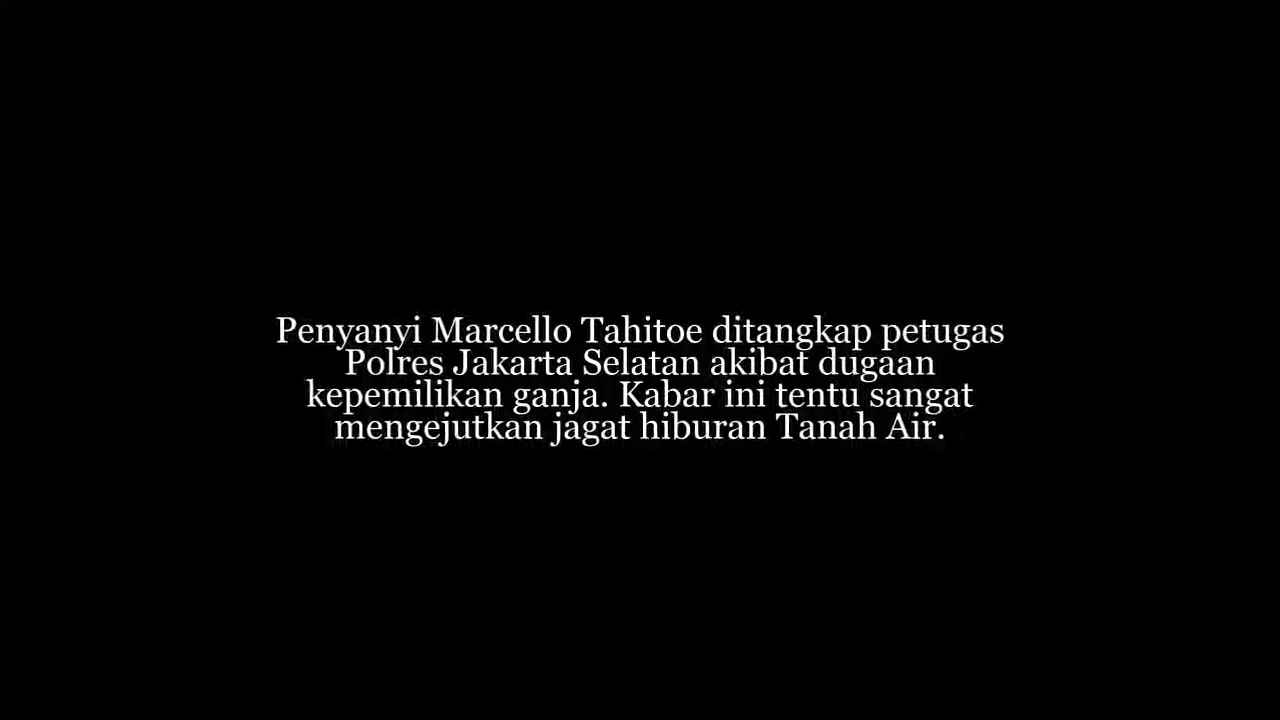 Penyanyi Marcello Tahitoe ditangkap petugas
Polres Jakarta Selatan akibat dugaan
kepemilikan ganja. Kabar ini tentu sangat
mengejutkan jagat hiburan Tanah Air.